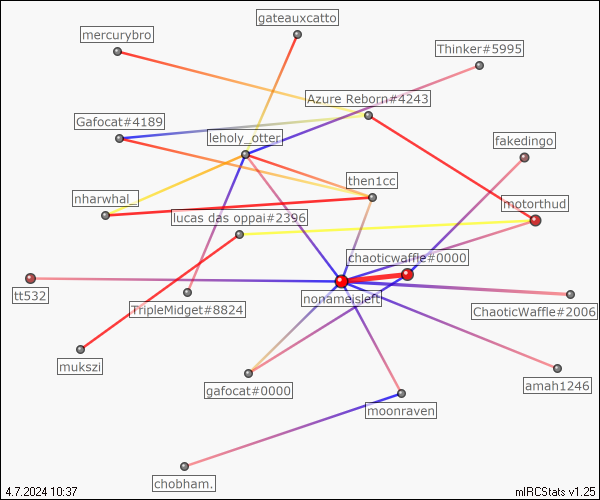 gateauxcatto
mercurybro
Thinker#5995
Azure Reborn#4243
Gafocat#4189
leholy_otter
fakedingo
then1cc
nharwhal_
motorthud
lucas das oppai#2396
chaoticwaffle#0000
tt532
nonameisleft
TripleMidget#8824
ChaoticWaffle#2006
mukszi
gafocat#0000
amah1246
moonraven
chobham.
4.7.2024 10:37
mIRCStats v1.25